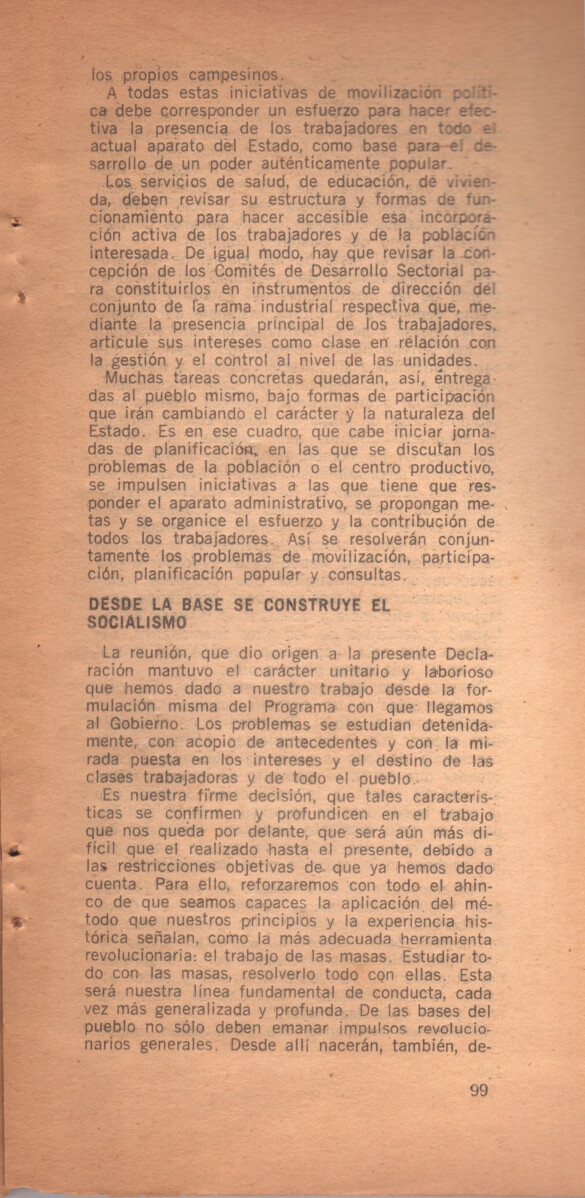 los propios campesinos.
A todas estas iniciativas de movilización políti-
ca debe corresponder un esfuerzo para hacer efec-
tiva la presencia de los trabajadores en todo el
actual aparato del Estado, como base para el de-
sarrollo de un poder auténticamente popular.
Los servicios de salud, de educación, de vivien-
da, deben revisar su estructura y formas de fun-
cionamiento para hacer accesible esa incorpora-
ción activa de los trabajadores y de la población
interesada. De igual modo, hay que revisar la con-
cepción de los Comités de Desarrollo Sectorial pa-
ra constituirlos en instrumentos de dirección del
conjunto de la rama industrial respectiva que, me-
diante la presencia principal de los trabajadores,
articule sus intereses como clase en relación con
la gestión y el control al nivel de las unidades.
Muchas tareas concretas quedarán, así, entrega-
das al pueblo mismo, bajo formas de participación
que irán cambiando el carácter y la naturaleza del
Estado. Es en ese cuadro, que cabe iniciar jorna-
das de planificación, en las que se discutan los
problemas de la población o el centro productivo,
se impulsen iniciativas a las que tiene que res-
ponder el aparato administrativo, se propongan me-
tas y se organice el esfuerzo y la contribución de
todos los trabajadores. Así se resolverán conjun-
tamente los problemas de movilización, participa-
ción, planificación popular y consultas.
DESDE LA BASE SE CONSTRUYE EL
SOCIALISMO
La reunión, que dio origen a la presente Decla-
ración mantuvo el carácter unitario y laborioso
que hemos dado a nuestro trabajo desde la for-
mulación misma del Programa con que llegamos
al Gobierno. Los problemas se estudian detenida-
mente, con acopio de antecedentes y con la mi-
rada puesta en los intereses y el destino de las
clases trabajadoras y de todo el pueblo.
Es nuestra firme decisión, que tales caracterís-
ticas se confirmen y profundicen en el trabajo
que nos queda por delante, que será aún más di-
fícil que el realizado hasta el presente, debido a
las restricciones objetivas de que ya hemos dado
cuenta. Para ello, reforzaremos con todo el ahín-
co de que seamos capaces la aplicación del mé-
todo que nuestros principios y la experiencia his-
tórica señalan, como la más adecuada herramienta
revolucionaria: el trabajo de las masas. Estudiar to-
do con las masas, resolverlo todo con ellas. Esta
será nuestra línea fundamental de conducta, cada
vez más generalizada y profunda. De las bases del
pueblo no sólo deben emanar impulsos revolucio-
narios generales. Desde allí nacerán, también, de-
99